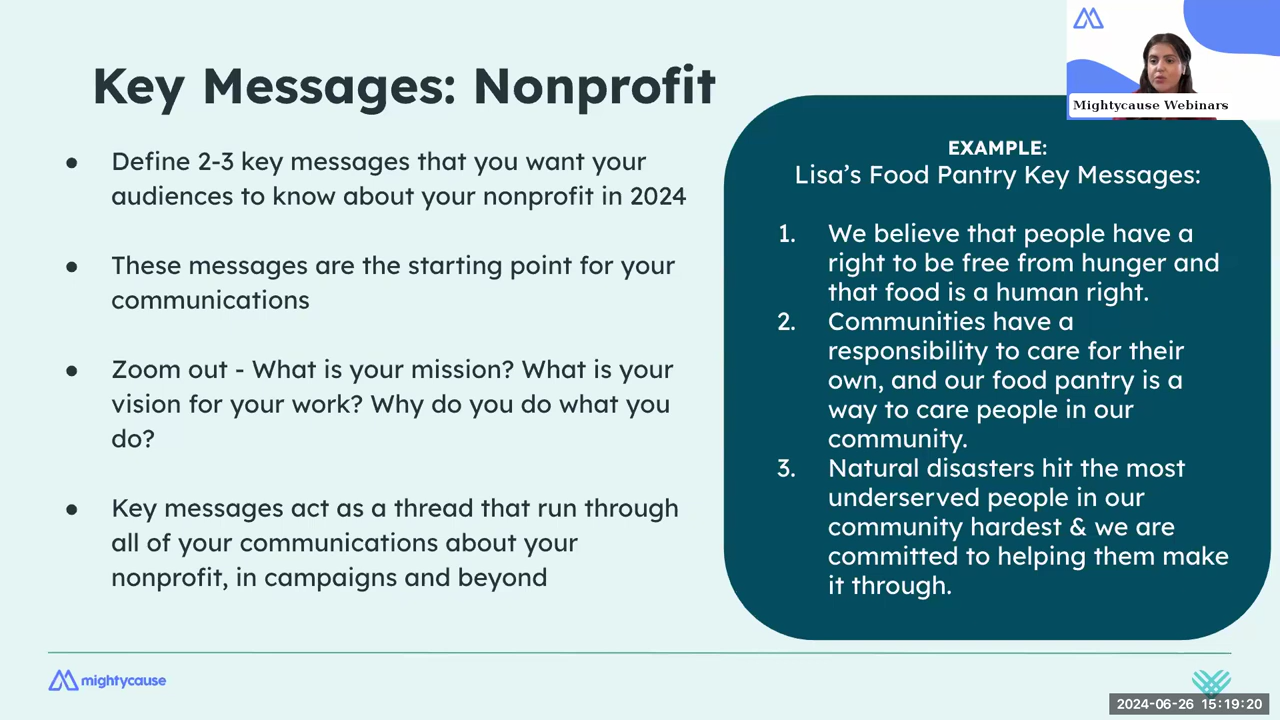 Key Messages: Nonprofit
● Define 2-3 key messages that you want your
audiences to know about your nonprofit in 2024
● These messages are the starting point for your
communications
● Zoom out - What is your mission? What is your
vision for your work? Why do you do what you
do?
● Key messages act as a thread that run through
all of your communications about your
nonprofit, in campaigns and beyond
Mightycause Webinars
EXAMPLE:
Lisa’s Food Pantry Key Messages:
1. We believe that people have a
right to be free from hunger and
that food is a human right.
2. Communities have a
responsibility to care for their
own, and our food pantry is a
way to care people in our
community.
3. Natural disasters hit the most
underserved people in our
community hardest & we are
committed to helping them make
it through.
mightycause
2024-06-26 15:19:20